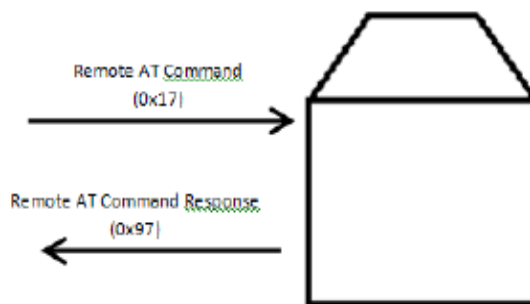 Remote AT Command
(0x17)
Remote AT Command Response
(0x97)